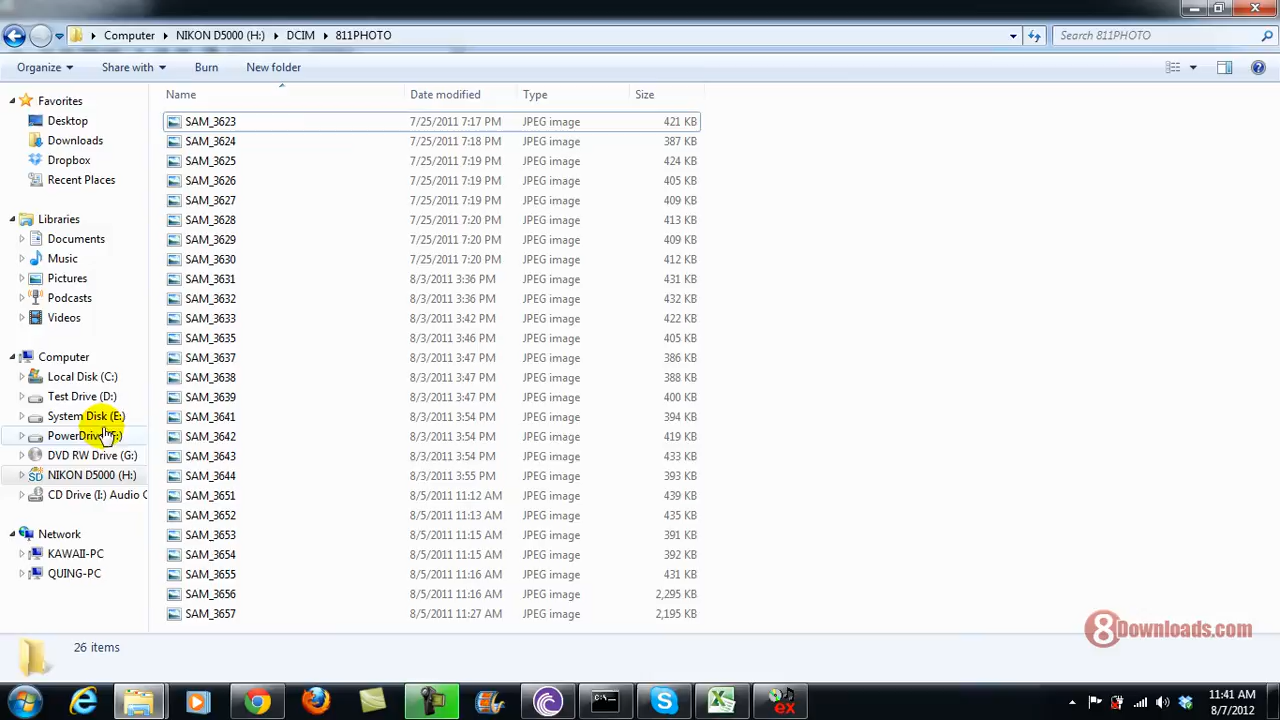 Computer NIKON D5000 (H:) DCIM 811PHOTO Search 811PHOTO
Organize Share with Burn New folder
Name Date modified Type Size
Favorites
Desktop
Downloads
Dropbox
Recent Places
Libraries
Documents
Music
Pictures
Podcasts
Videos
Computer
Local Disk (C:)
Test Drive (D:)
System Disk (E:)
DVD RW Drive (G:)
NIKON D5000 (H:)
CD Drive (I:) Audio C
Network
KAWAII-PC
QUING-PC
SAM_3623 7/25/2011 7:17 PM JPEG image 421 KB
SAM_3624 7/25/2011 7:18 PM JPEG image 387 KB
SAM_3625 7/25/2011 7:19 PM JPEG image 424 KB
SAM_3626 7/25/2011 7:19 PM JPEG image 405 KB
SAM_3627 7/25/2011 7:19 PM JPEG image 409 KB
SAM_3628 7/25/2011 7:20 PM JPEG image 413 KB
SAM_3629 7/25/2011 7:20 PM JPEG image 409 KB
SAM_3630 7/25/2011 7:20 PM JPEG image 412 KB
SAM_3631 8/3/2011 3:36 PM JPEG image 431 KB
SAM_3632 8/3/2011 3:36 PM JPEG image 432 KB
SAM_3633 8/3/2011 3:42 PM JPEG image 422 KB
SAM_3635 8/3/2011 3:46 PM JPEG image 405 KB
SAM_3637 8/3/2011 3:47 PM JPEG image 386 KB
SAM_3638 8/3/2011 3:47 PM JPEG image 388 KB
SAM_3639 8/3/2011 3:47 PM JPEG image 400 KB
SAM_3641 8/3/2011 3:54 PM JPEG image 394 KB
SAM_3642 8/3/2011 3:54 PM JPEG image 419 KB
SAM_3643 8/3/2011 3:54 PM JPEG image 433 KB
SAM_3644 8/3/2011 3:55 PM JPEG image 393 KB
SAM_3651 8/5/2011 11:12 AM JPEG image 439 KB
SAM_3652 8/5/2011 11:13 AM JPEG image 435 KB
SAM_3653 8/5/2011 11:15 AM JPEG image 391 KB
SAM_3654 8/5/2011 11:15 AM JPEG image 392 KB
SAM_3655 8/5/2011 11:16 AM JPEG image 431 KB
SAM_3656 8/5/2011 11:16 AM JPEG image 2,295 KB
SAM_3657 8/5/2011 11:27 AM JPEG image 2,195 KB
8Downloads.com
26 items
11:41 AM
8/7/2012